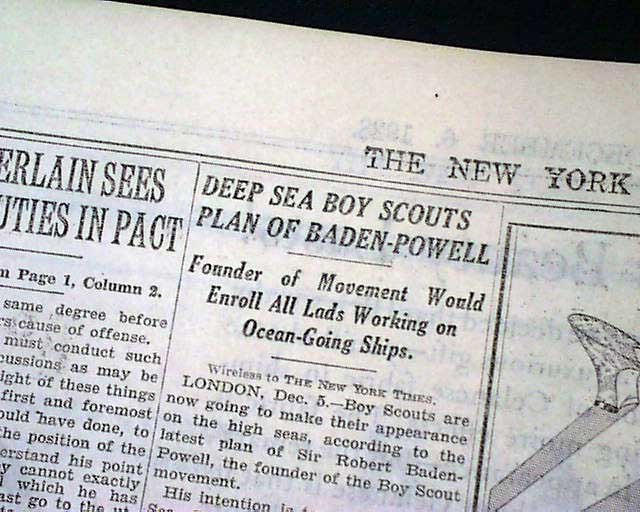 THE NEW YORK
ERLAIN SEES
UTIES IN PACT
m Page 1, Column 2.
same degree before
rs cause of offense.
must conduct such
cussions as may be
ight of these things
first and foremost
ould have done, to
the position of the
erstand his point
y cannot exactly
which he has
ast go to the
DEEP SEA BOY SCOUTS
PLAN OF BADEN-POWELL
Founder of Movement Would
Enroll All Lads Working on
Ocean-Going Ships.
Wireless to THE NEW YORK TIMES.
LONDON, Dec. 5.—Boy Scouts are
now going to make their appearance
on the high seas, according to the
latest plan of Sir Robert Baden-
Powell, the founder of the Boy Scout
movement.
His intention is